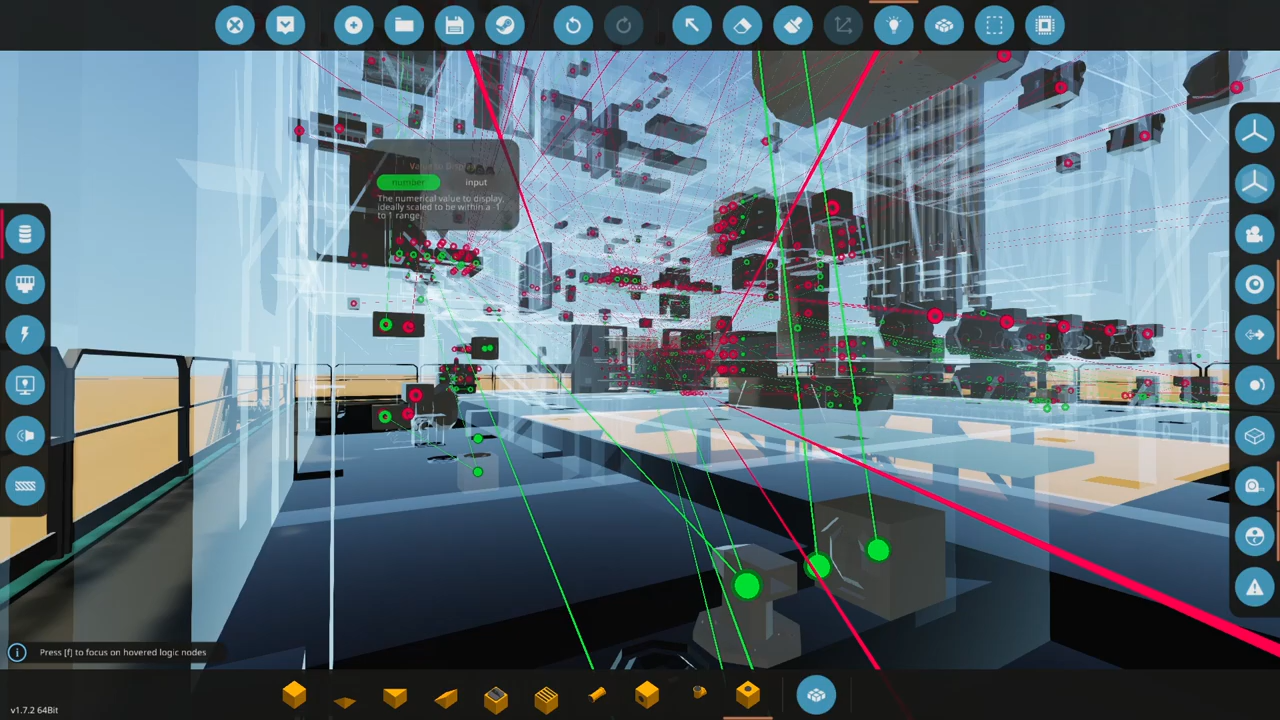 number
input
The numerical value to display,
ideally scaled to be within a -1
to 1 range.
Press [f] to focus on hovered logic nodes
v1.7.2 64Bit